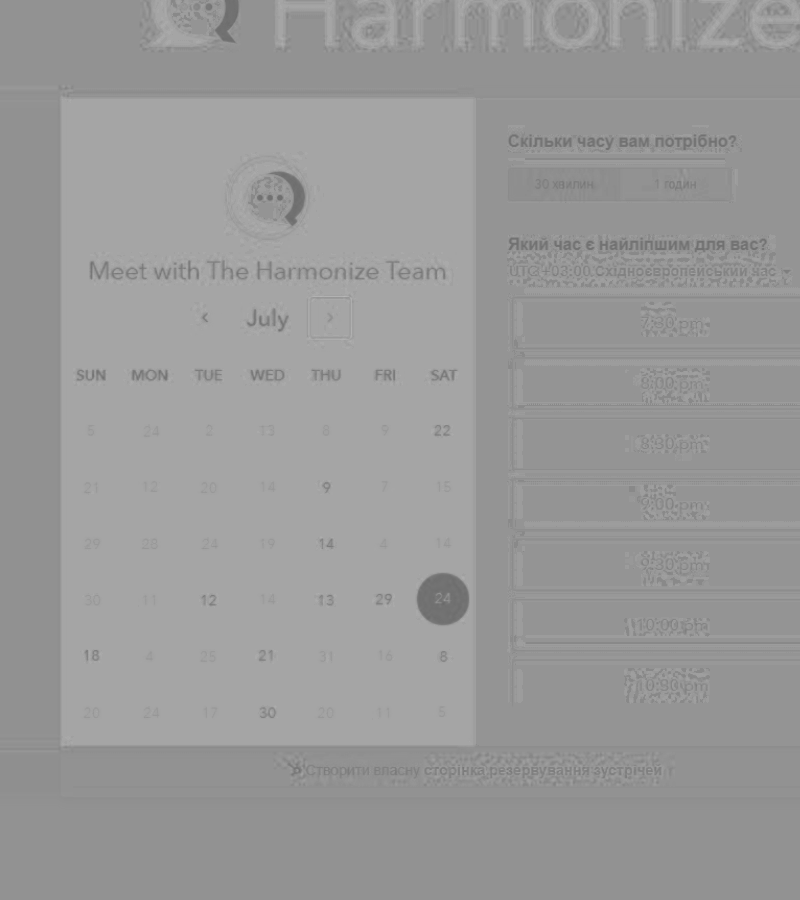 Harmonize
Meet with The Harmonize Team
July
SUN MON TUE WED THU FRI SAT
5 24 2 13 8 9 22
21 12 20 14 9 7 15
29 28 24 19 14 4 14
30 11 12 14 13 29 24
18 4 25 21 31 16 8
20 24 17 30 20 11 5
Скільки часу вам потрібно?
30 хвилин 1 годин
Який час є найліпшим для вас?
UTC+03:00 Східноєвропейський час
7:30 pm
8:00 pm
8:30 pm
9:00 pm
9:30 pm
10:00 pm
10:30 pm
Створити власну сторінка резервування зустрічей